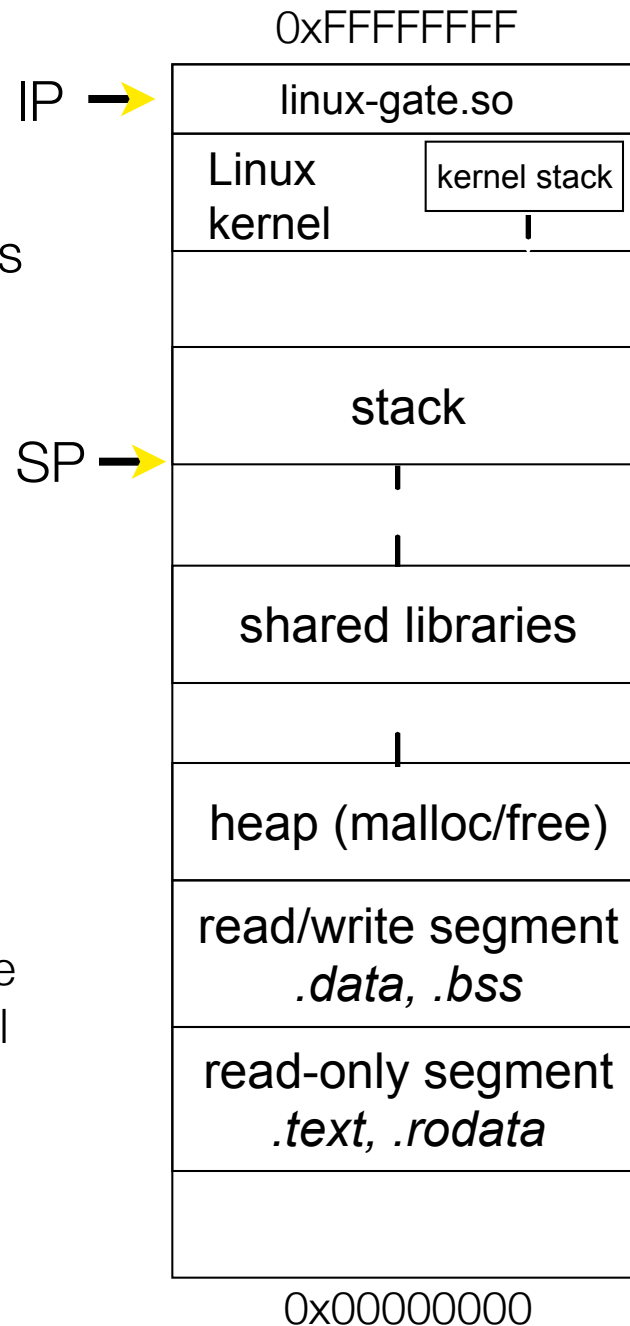 0xFFFFFFFF
IP
linux-gate.so
Linux
kernel
kernel stack
s
stack
SP
shared libraries
heap (malloc/free)
read/write segment
.data, .bss
e
l
read-only segment
.text, .rodata
0x00000000